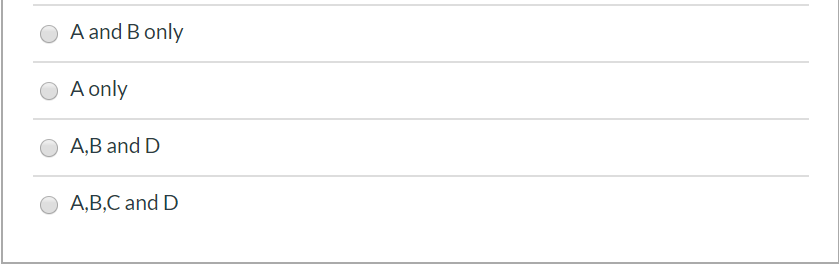 A and B only
A only
A,B and D
A,B,C and D